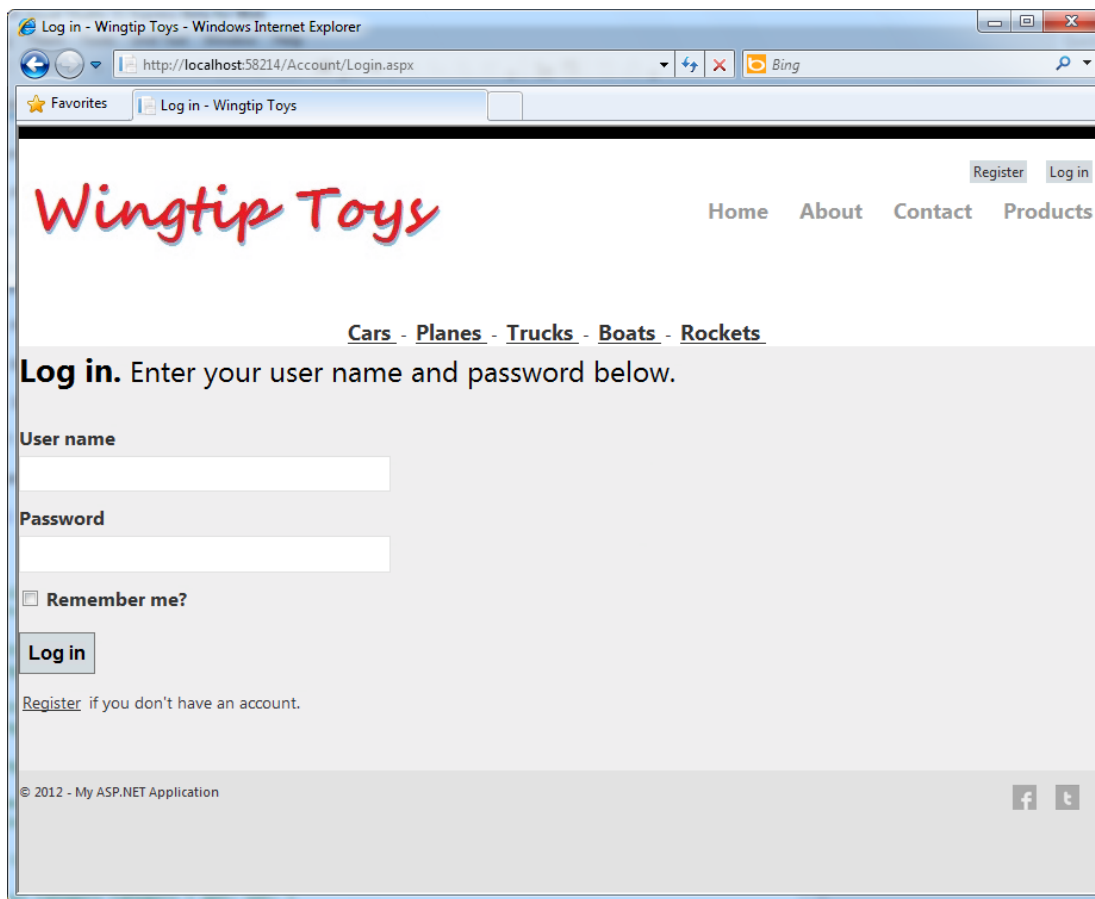 Log in - Wingtip Toys - Windows Internet Explorer
http://localhost:58214/Account/Login.aspx
Bing
Favorites
Log in - Wingtip Toys
Register Log in
Wingtip Toys
Home About Contact Products
Cars - Planes - Trucks - Boats - Rockets
Log in. Enter your user name and password below.
User name
Password
Remember me?
Log in
Register if you don't have an account.
© 2012 - My ASP.NET Application
f t